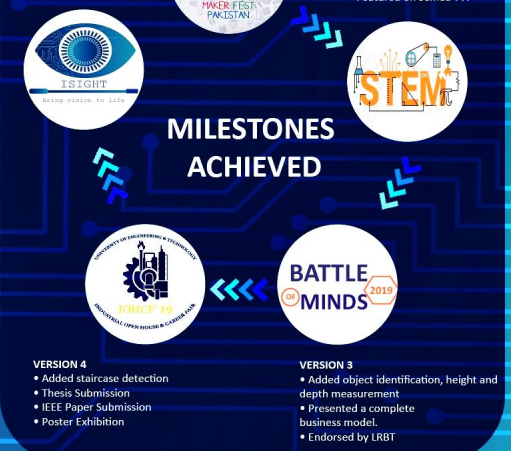 MAKER FEST
PAKISTAN
ISIGHT
Bring vision to life
STEM
MILESTONES
ACHIEVED
UNIVERSITY OF ENGINEERING & TECHNOLOGY
IOHCF' 19
INDUSTRIAL OPEN HOUSE & CAREER FAIR
BATTLE
OF MINDS
2019
VERSION 4
• Added staircase detection
• Thesis Submission
• IEEE Paper Submission
• Poster Exhibition
VERSION 3
• Added object identification, height and
depth measurement
• Presented a complete
business model.
• Endorsed by LRBT